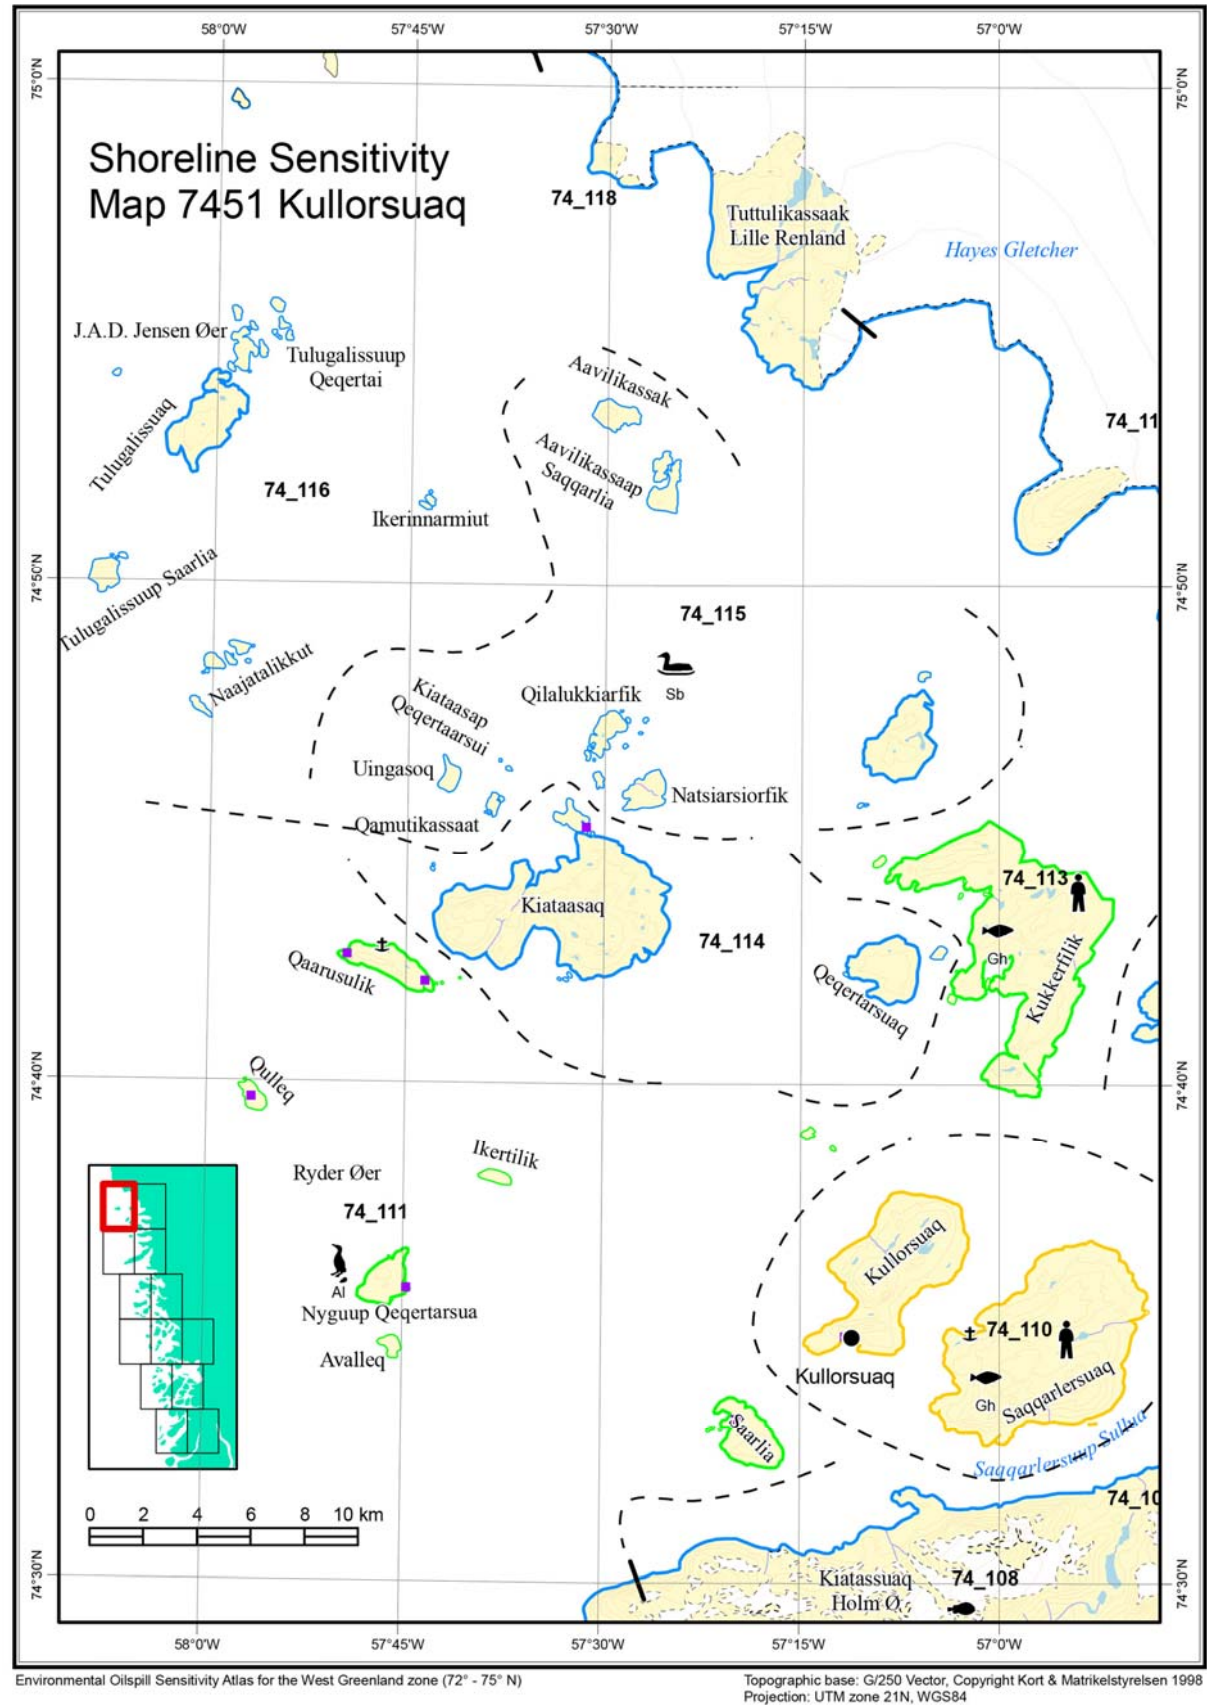 58°0'W 57°45'W 57°30'W 57°15'W 57°0'W
75°0'N
75°0'N
Shoreline Sensitivity
Map 7451 Kullorsuaq
74_118
Tuttulikassaak
Lille Renland
Hayes Gletcher
J.A.D. Jensen Øer
Tulugalissuup
Qeqertai
Aavilikassak
Tulugalissuaq
74_11
Aavilikassaap
Saqqarlia
74_116
Ikerinnarmiut
74°50'N
74°50'N
Tulugalissuup Saarlia
74_115
Naajatalikkut
Sb
Kiataasap
Qeqertaarsui
Qilalukkiarfik
Uingasoq
Natsiarsiorfik
Qamutikassaat
74_113
Kiataasaq
74_114
Gh
Qaarusulik
Qeqertarsuaq
Kukkerfilik
74°40'N
74°40'N
Qulleq
Ikertilik
Ryder Øer
74_111
Kullorsuaq
Al
Nyguup Qeqertarsua
74_110
Avalleq
Kullorsuaq
Gh
Saqqarlersuaq
Saarlia
Saqqarlersuup Sullua
74_10
0 2 4 6 8 10 km
74°30'N
74°30'N
Kiatassuaq
Holm Ø
74_108
58°0'W 57°45'W 57°30'W 57°15'W 57°0'W
Environmental Oilspill Sensitivity Atlas for the West Greenland zone (72° - 75° N)
Topographic base: G/250 Vector, Copyright Kort & Matrikelstyrelsen 1998
Projection: UTM zone 21N, WGS84